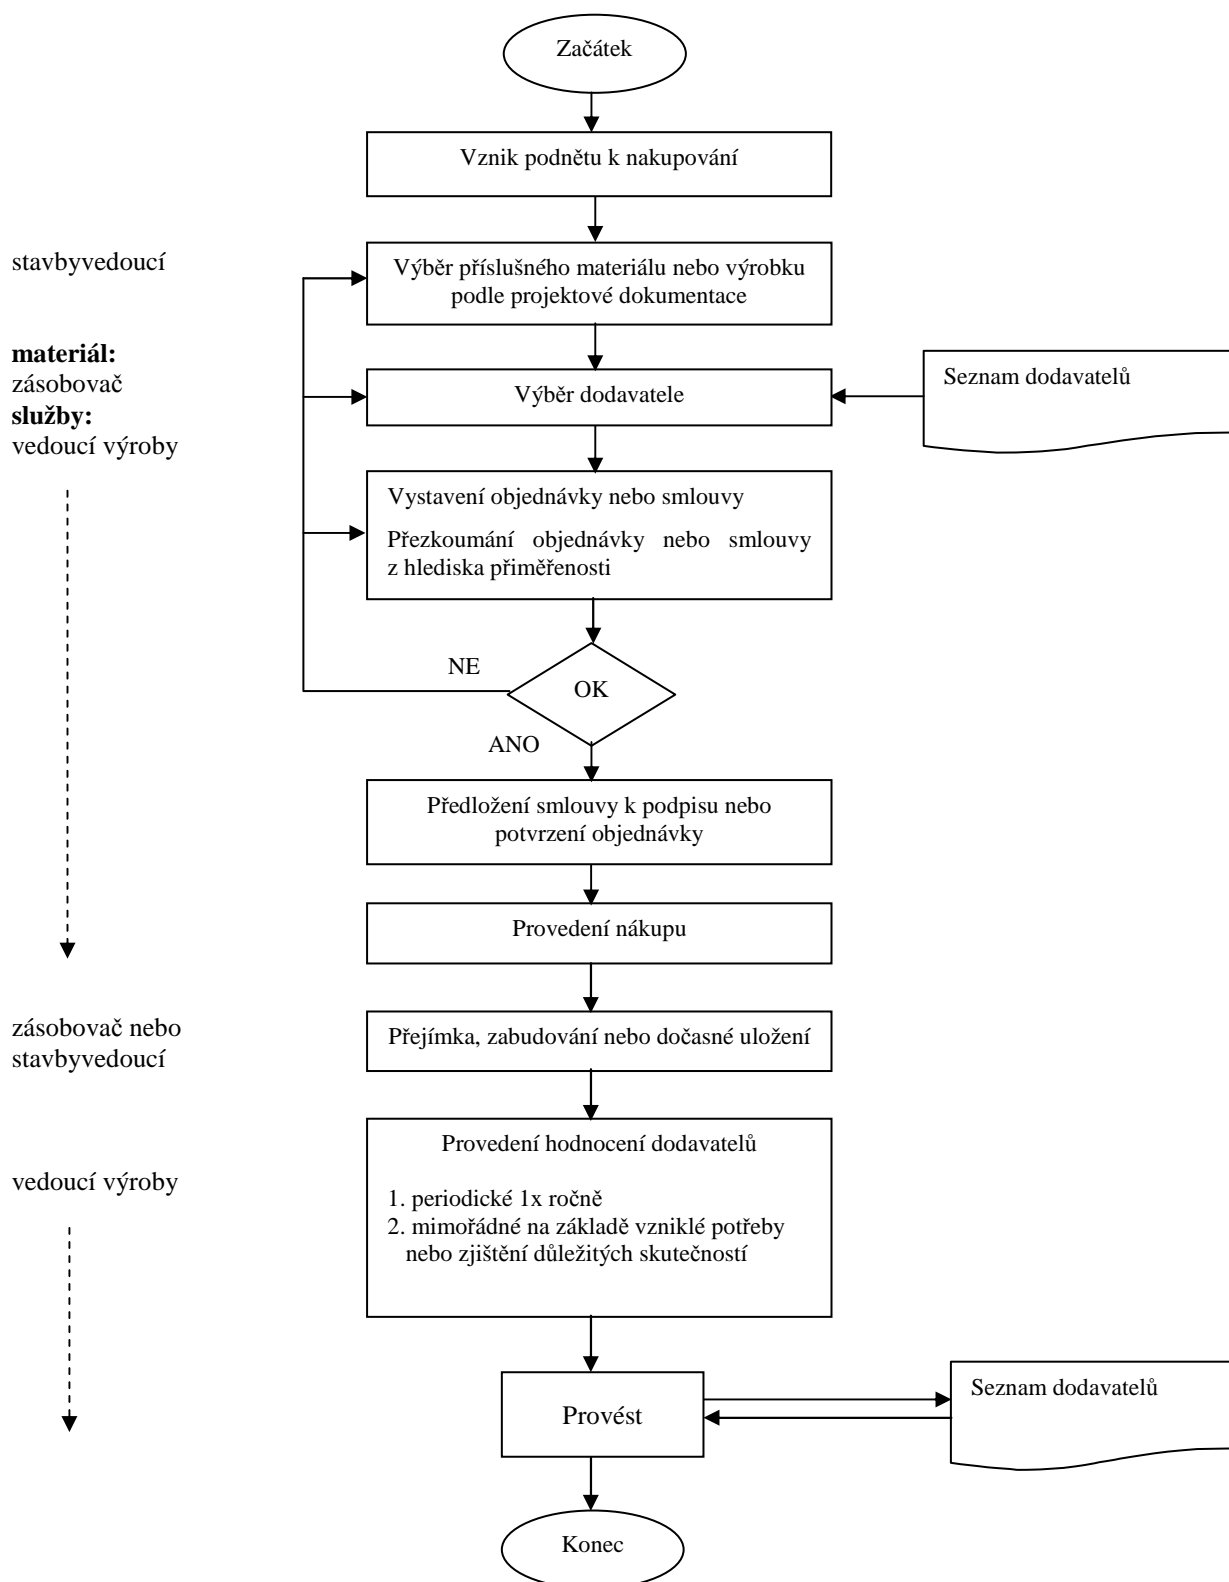 Začátek
Vznik podnětu k nakupování
stavbyvedoucí
Výběr příslušného materiálu nebo výrobku
podle projektové dokumentace
materiál:
zásobovač
služby:
vedoucí výroby
Výběr dodavatele
Seznam dodavatelů
Vystavení objednávky nebo smlouvy
Přezkoumání objednávky nebo smlouvy
z hlediska přiměřenosti
NE
OK
ANO
Předložení smlouvy k podpisu nebo
potvrzení objednávky
Provedení nákupu
zásobovač nebo
stavbyvedoucí
Přejímka, zabudování nebo dočasné uložení
vedoucí výroby
Provedení hodnocení dodavatelů
1. periodické 1x ročně
2. mimořádné na základě vzniklé potřeby
nebo zjištění důležitých skutečností
Provést
Seznam dodavatelů
Konec